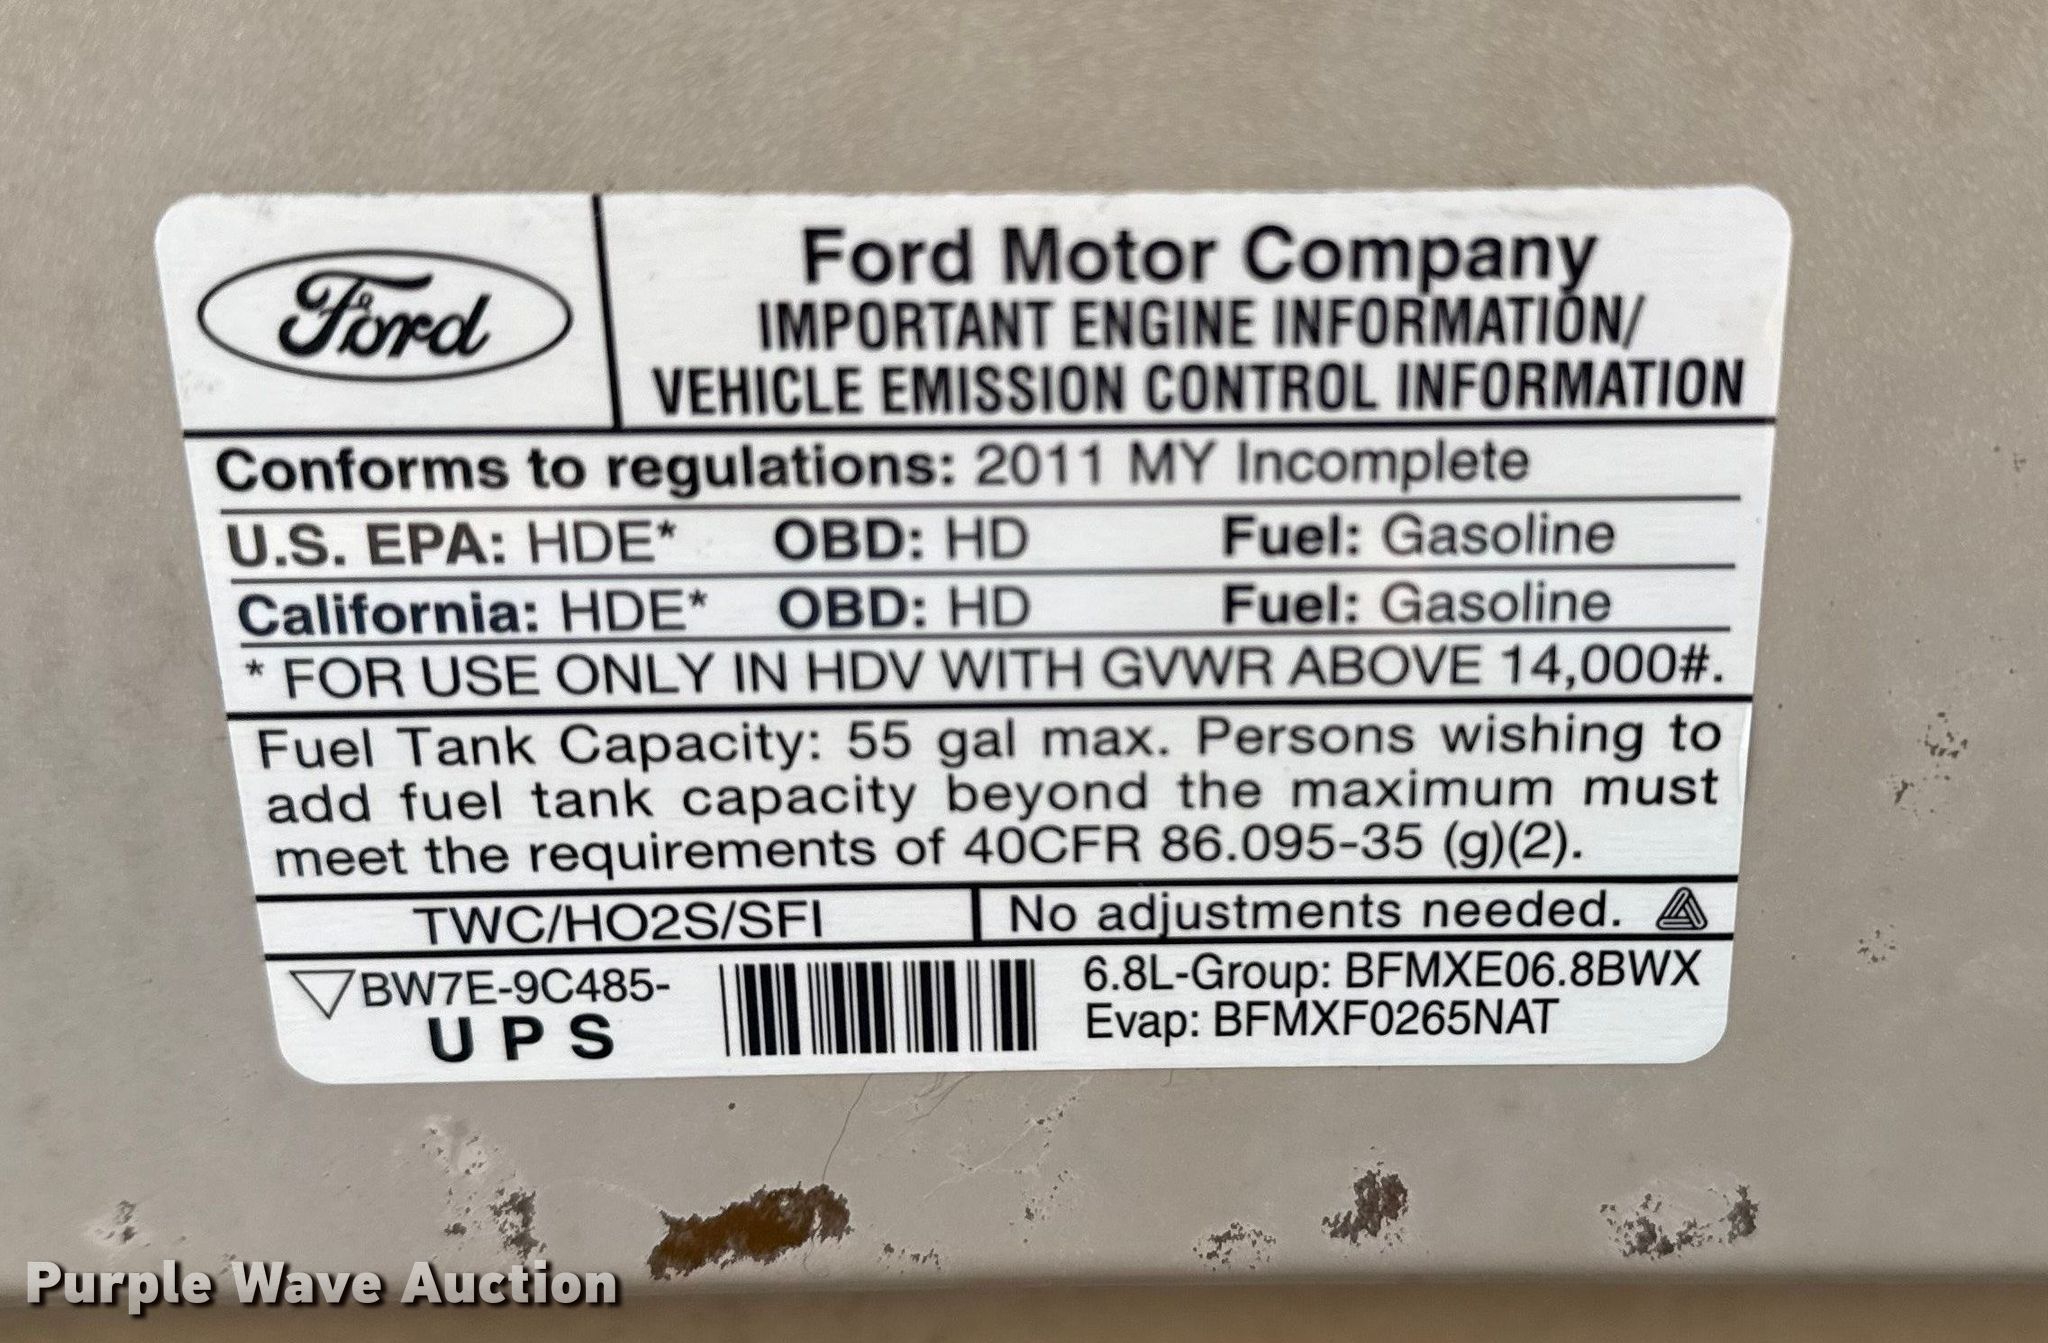 Ford
Ford Motor Company
IMPORTANT ENGINE INFORMATION/
VEHICLE EMISSION CONTROL INFORMATION
Conforms to regulations: 2011 MY Incomplete
U.S. EPA: HDE* OBD: HD Fuel: Gasoline
California: HDE* OBD: HD Fuel: Gasoline
* FOR USE ONLY IN HDV WITH GVWR ABOVE 14,000#.
Fuel Tank Capacity: 55 gal max. Persons wishing to
add fuel tank capacity beyond the maximum must
meet the requirements of 40CFR 86.095-35 (g)(2).
TWC/HO2S/SFI
No adjustments needed.
BW7E-9C485-
U P S
6.8L-Group: BFMXE06.8BWX
Evap: BFMXF0265NAT
Purple Wave Auction